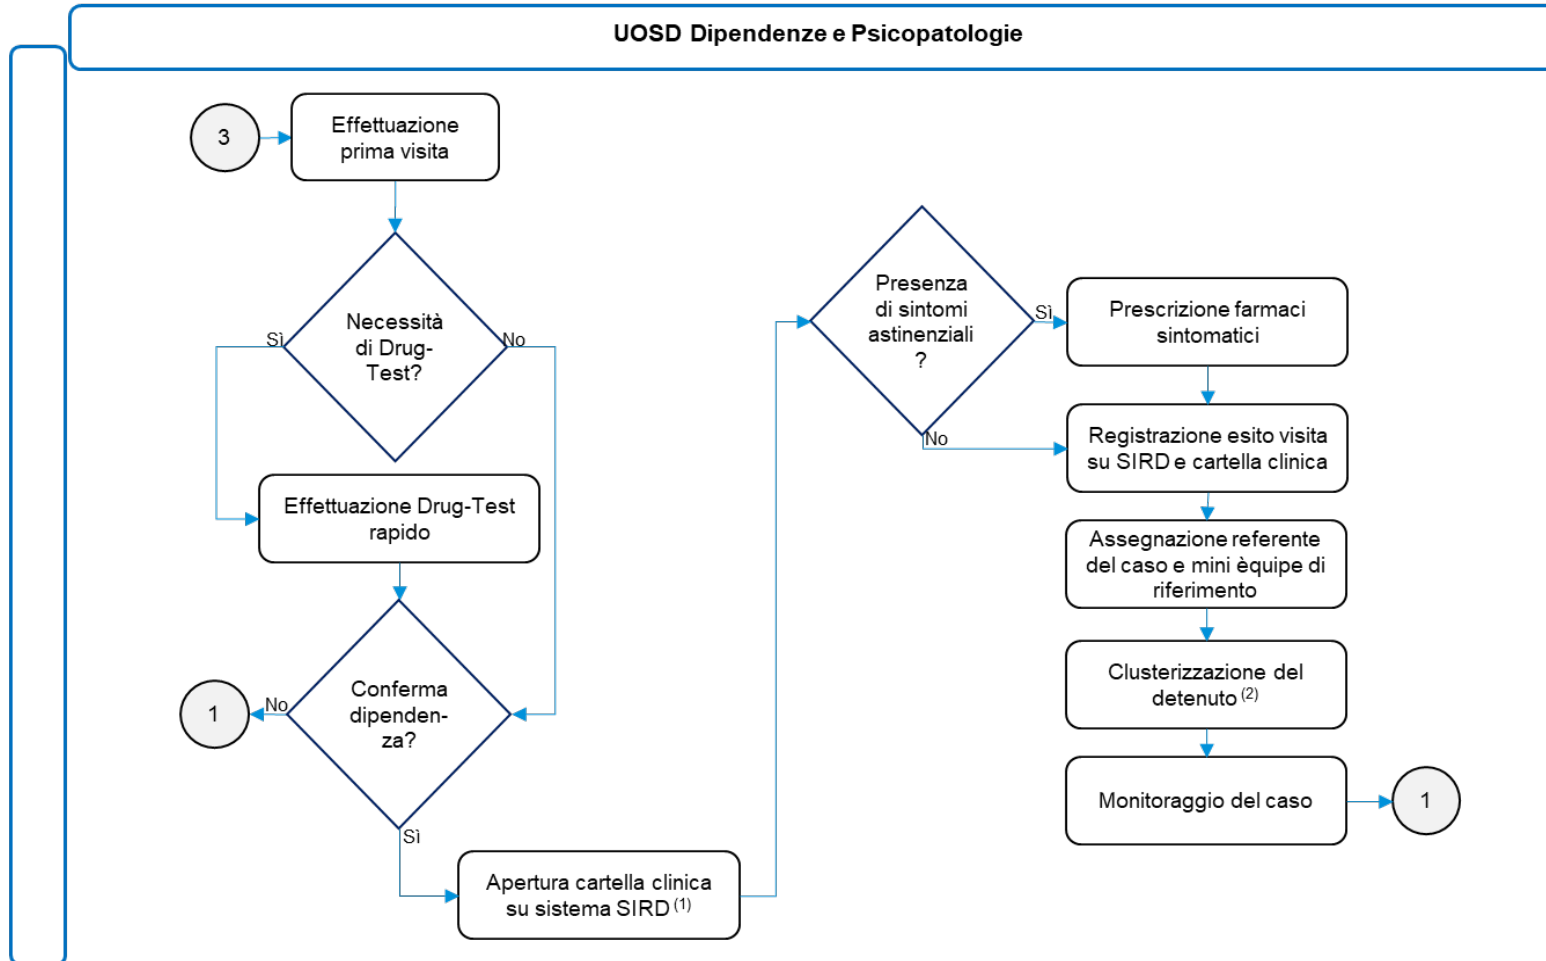 UOSD Dipendenze e Psicopatologie
3
Effettuazione
prima visita
Necessità
di Drug-
Test?
Sì
No
Effettuazione Drug-Test
rapido
Conferma
dipenden-
za?
No
1
Sì
Apertura cartella clinica
su sistema SIRD (1)
Presenza
di sintomi
astinenziali
?
Sì
No
Prescrizione farmaci
sintomatici
Registrazione esito visita
su SIRD e cartella clinica
Assegnazione referente
del caso e mini èquipe di
riferimento
Clusterizzazione del
detenuto (2)
Monitoraggio del caso
1